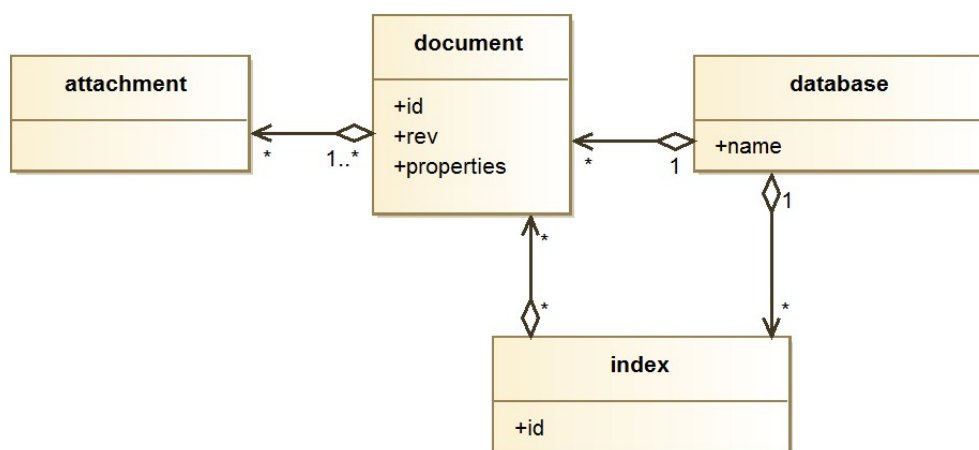 document
+id
+rev
+properties
attachment
database
+name
* 1..*
* 1
1
*
*
*
index
+id